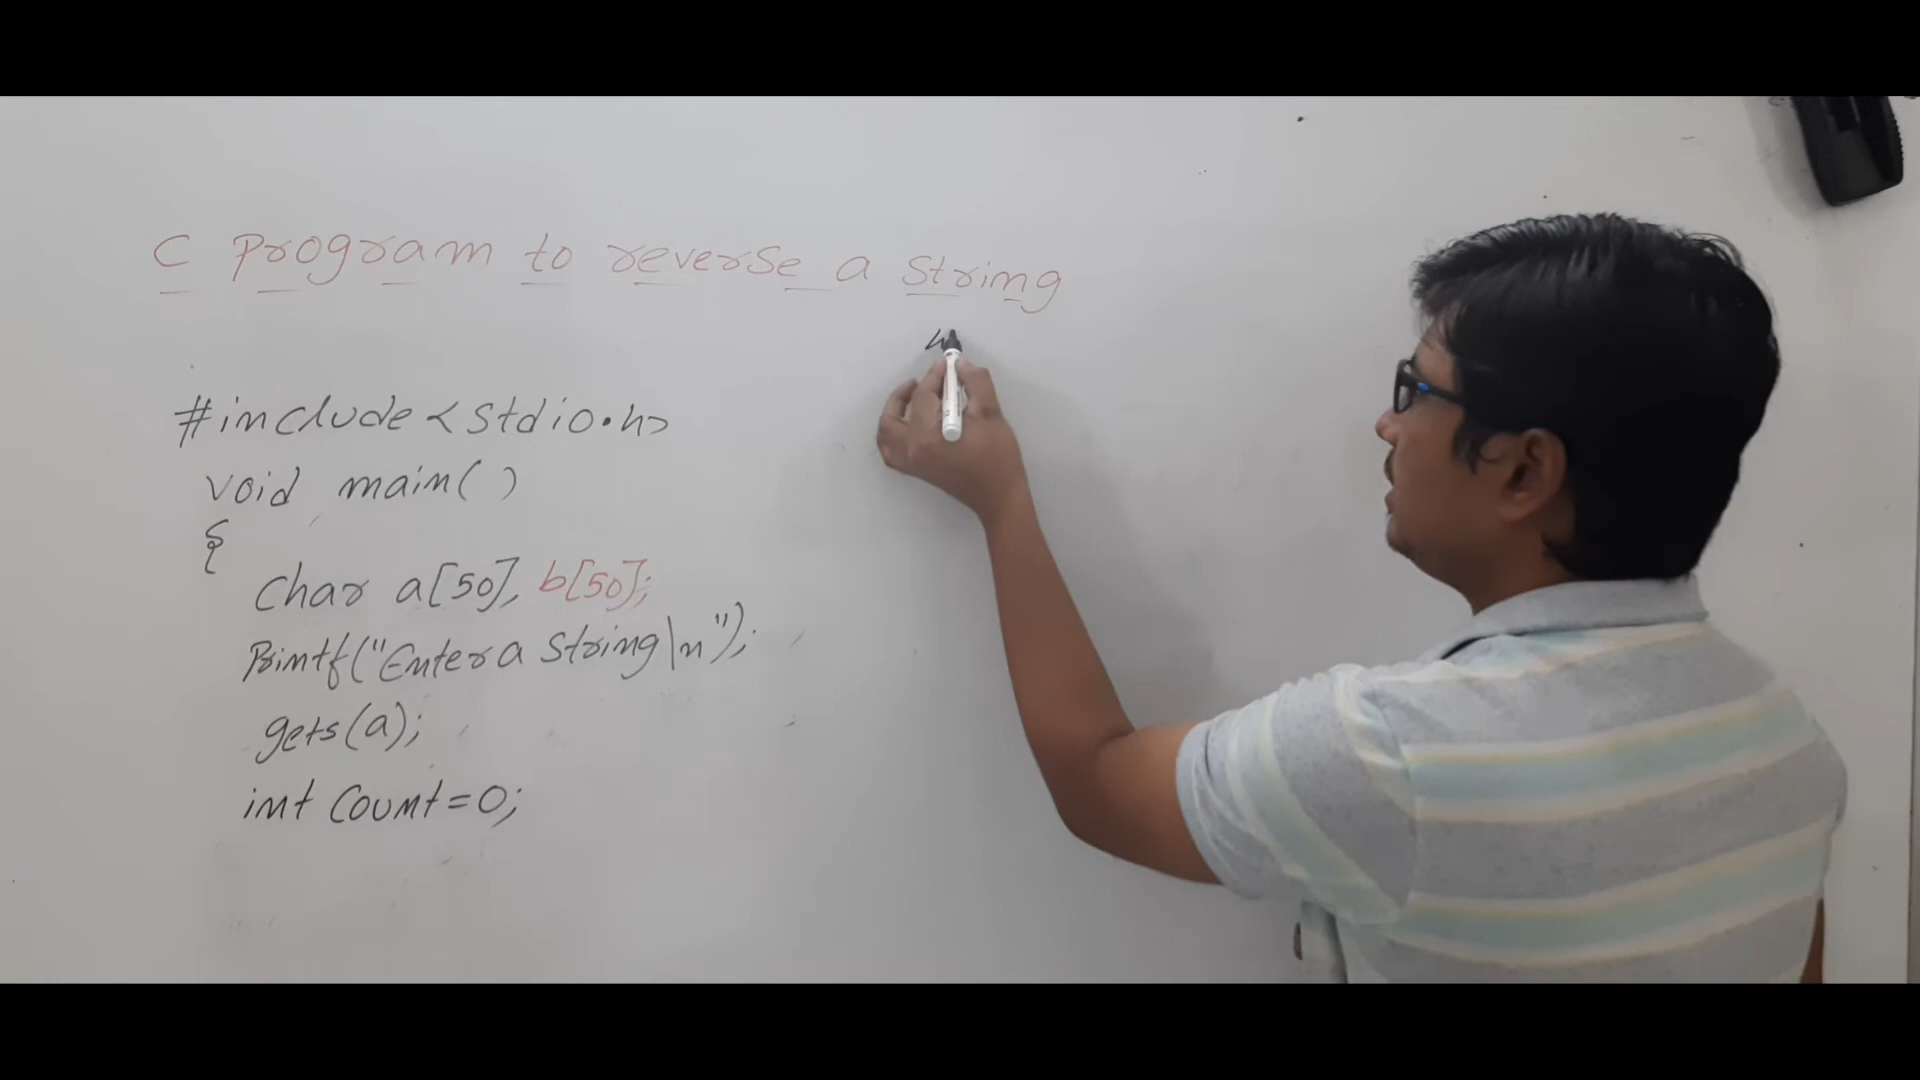 C Program to reverse a string
#include<stdio.h>
void main()
{
char a[50], b[50];
Printf("Enter a String\n");
gets(a);
int Count=0;